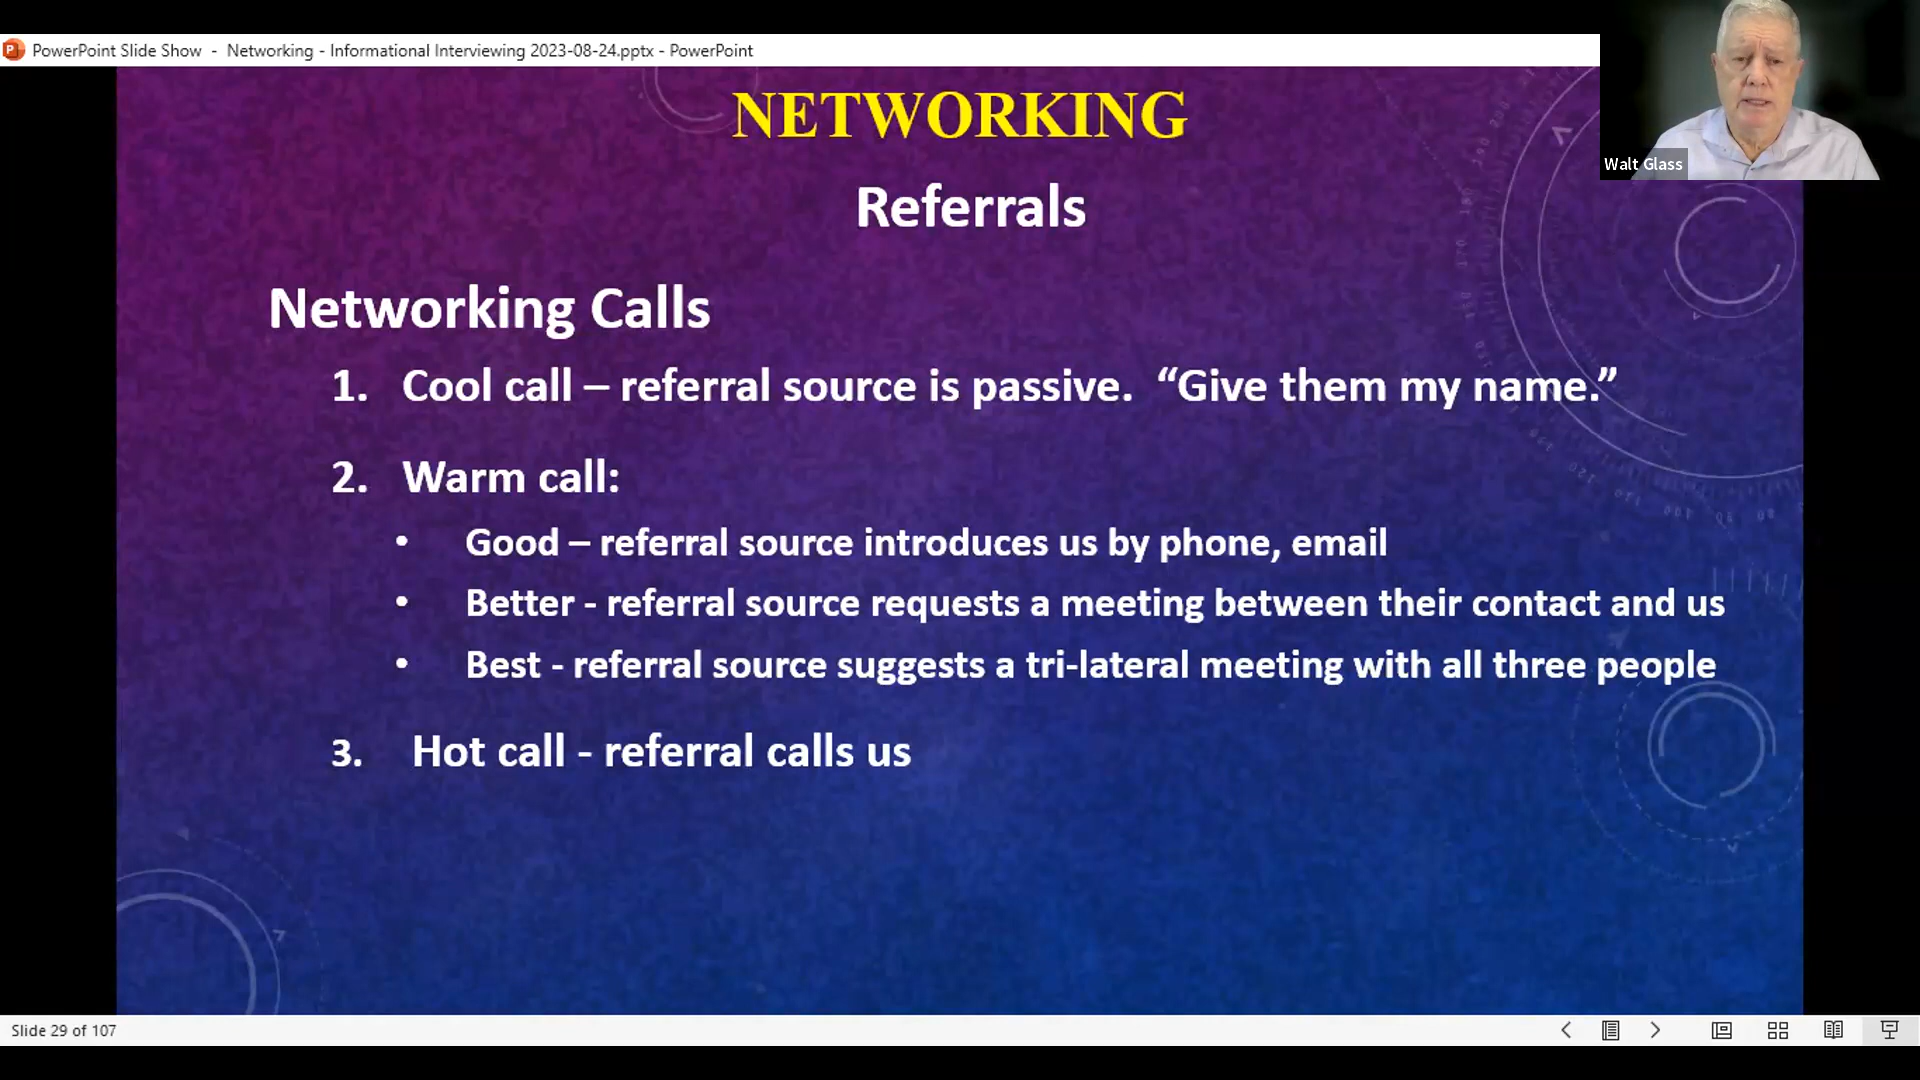 PowerPoint Slide Show - Networking - Informational Interviewing 2023-08-24.pptx - PowerPoint
Walt Glass
NETWORKING
Referrals
Networking Calls
1. Cool call – referral source is passive. “Give them my name.”
2. Warm call:
• Good – referral source introduces us by phone, email
• Better - referral source requests a meeting between their contact and us
• Best - referral source suggests a tri-lateral meeting with all three people
3. Hot call - referral calls us
Slide 29 of 107